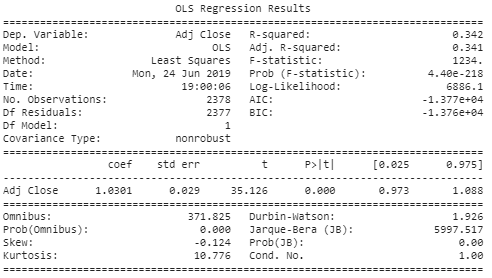 OLS Regression Results
==============================================================================
Dep. Variable: Adj Close R-squared: 0.342
Model: OLS Adj. R-squared: 0.341
Method: Least Squares F-statistic: 1234.
Date: Mon, 24 Jun 2019 Prob (F-statistic): 4.40e-218
Time: 19:00:06 Log-Likelihood: 6886.1
No. Observations: 2378 AIC: -1.377e+04
Df Residuals: 2377 BIC: -1.376e+04
Df Model: 1
Covariance Type: nonrobust
==============================================================================
coef std err t P>|t| [0.025 0.975]
------------------------------------------------------------------------------
Adj Close 1.0301 0.029 35.126 0.000 0.973 1.088
==============================================================================
Omnibus: 371.825 Durbin-Watson: 1.926
Prob(Omnibus): 0.000 Jarque-Bera (JB): 5997.517
Skew: -0.124 Prob(JB): 0.00
Kurtosis: 10.776 Cond. No. 1.00
==============================================================================